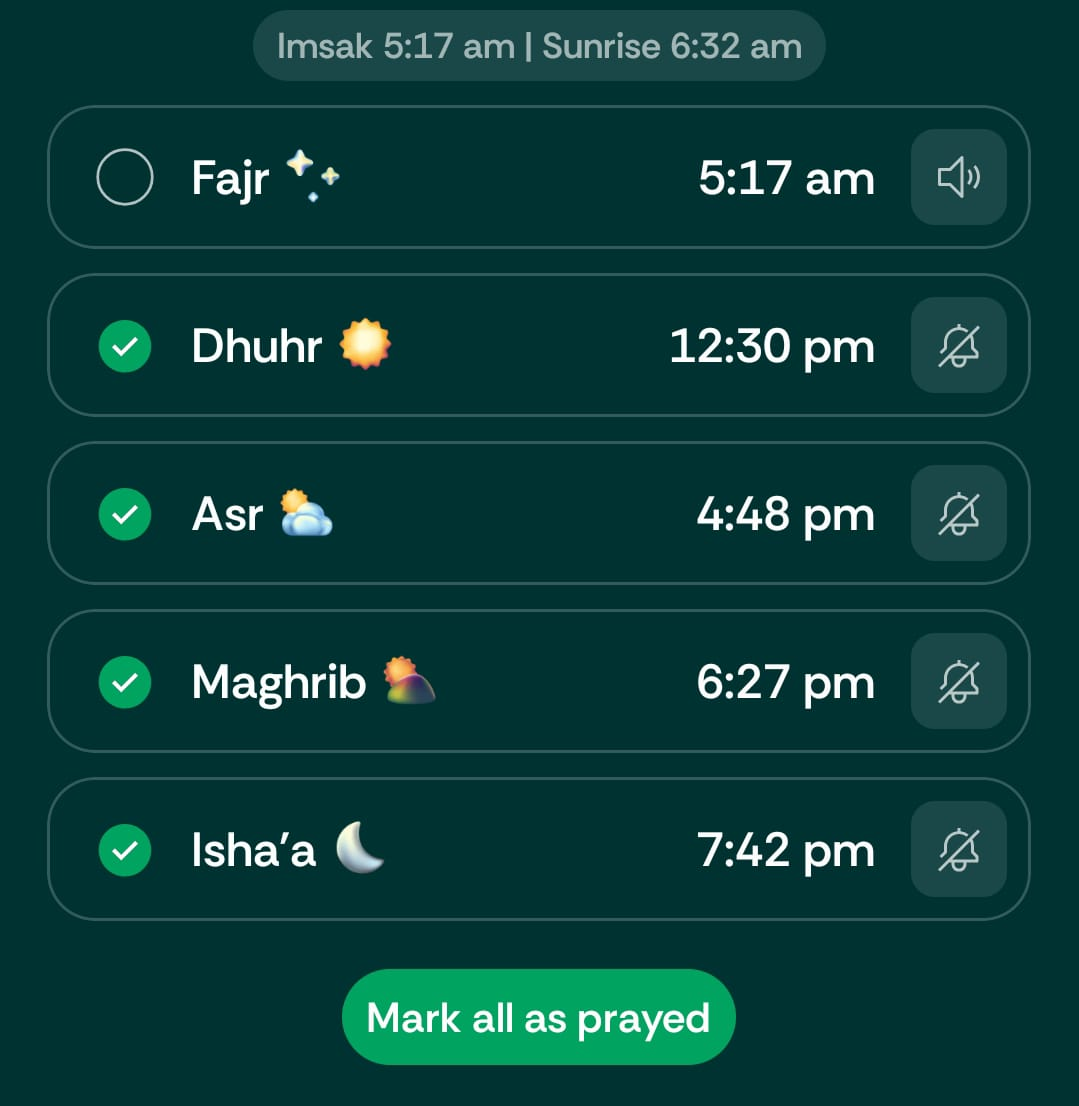 Imsak 5:17 am | Sunrise 6:32 am
Fajr 5:17 am
Dhuhr 12:30 pm
Asr 4:48 pm
Maghrib 6:27 pm
Isha’a 7:42 pm
Mark all as prayed